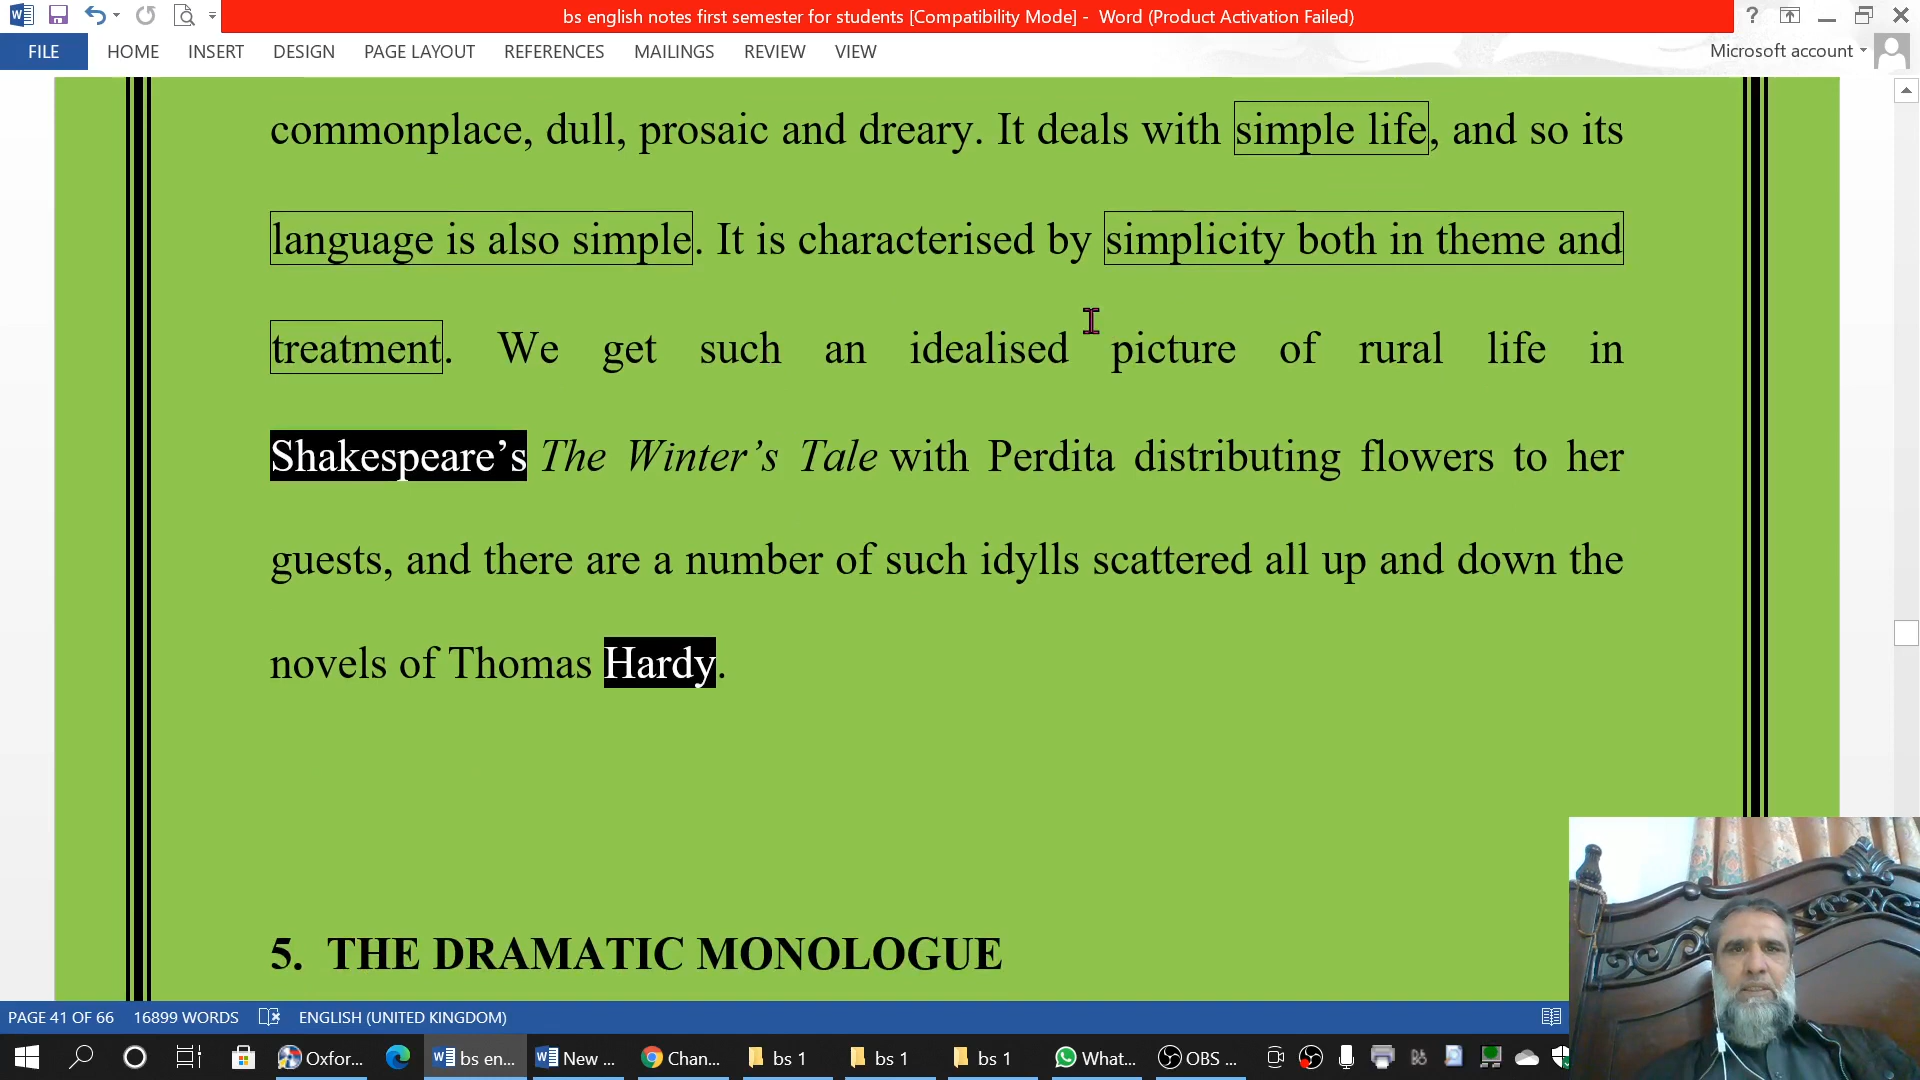 bs english notes first semester for students [Compatibility Mode] - Word (Product Activation Failed)
?
FILE HOME INSERT DESIGN PAGE LAYOUT REFERENCES MAILINGS REVIEW VIEW Microsoft account
commonplace, dull, prosaic and dreary. It deals with simple life, and so its
language is also simple. It is characterised by simplicity both in theme and
treatment. We get such an idealised picture of rural life in
Shakespeare’s The Winter’s Tale with Perdita distributing flowers to her
guests, and there are a number of such idylls scattered all up and down the
novels of Thomas Hardy.
5. THE DRAMATIC MONOLOGUE
PAGE 41 OF 66 16899 WORDS ENGLISH (UNITED KINGDOM)
Oxfor... bs en... New ... Chan... bs 1 bs 1 bs 1 What... OBS ...